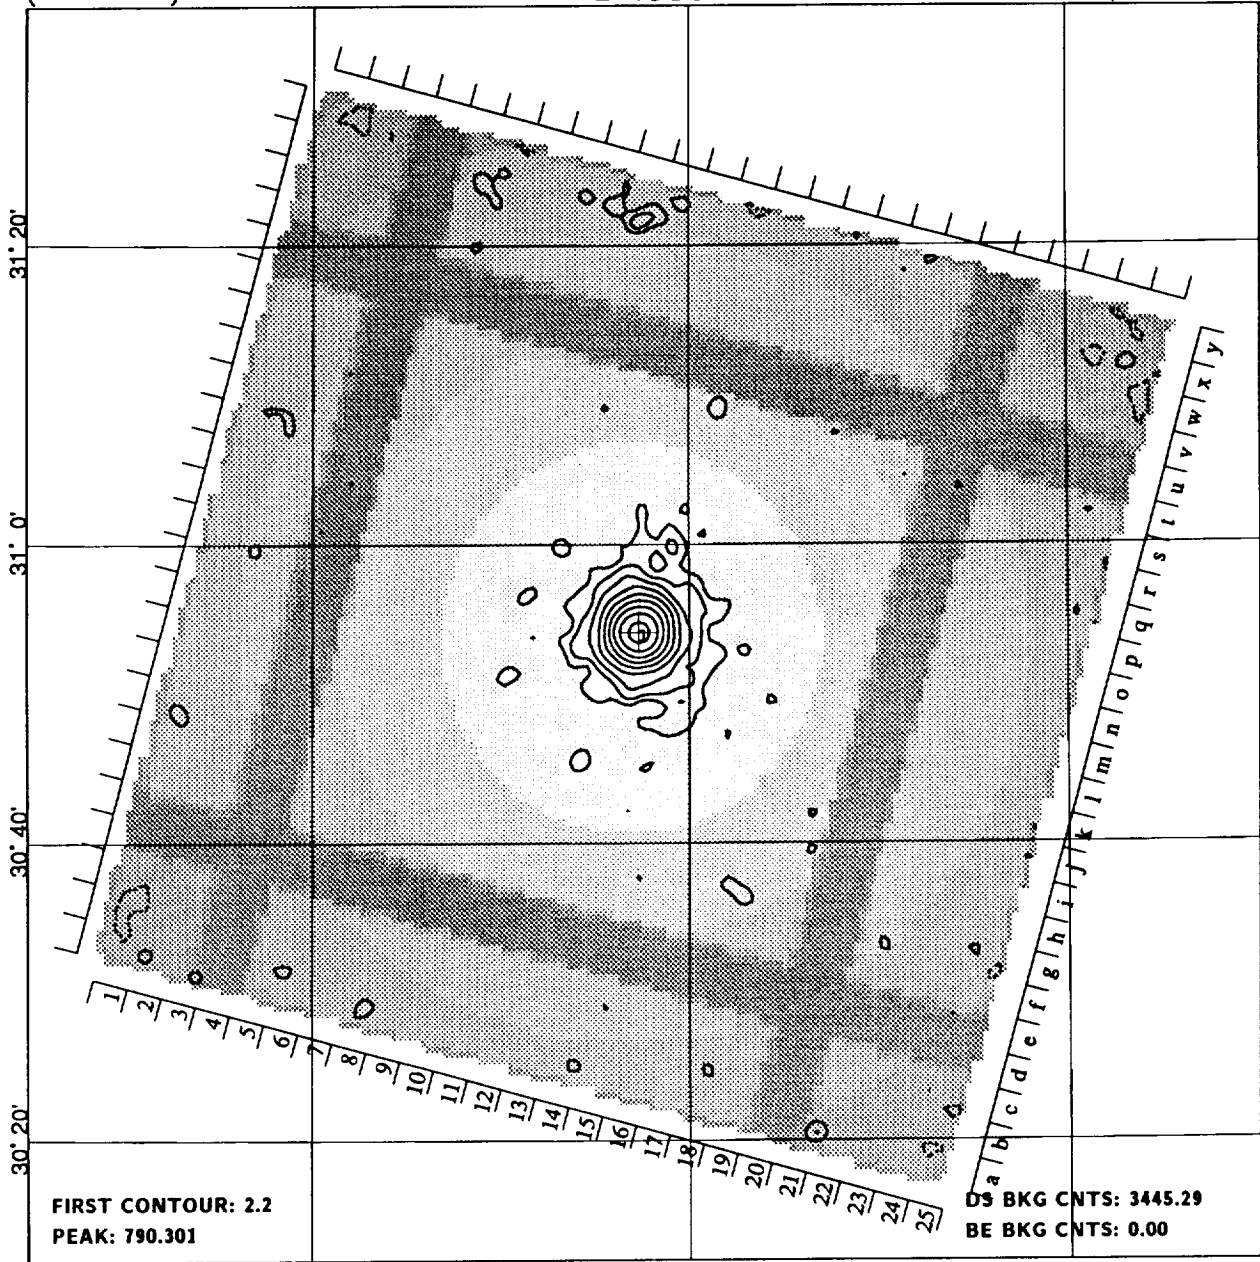 31° 20'
31° 0'
30° 40'
30° 20'
1 2 3 4 5 6 7 8 9 10 11 12 13 14 15 16 17 18 19 20 21 22 23 24 25
a b c d e f g h i j k l m n o p q r s t u v w x y
FIRST CONTOUR: 2.2
PEAK: 790.301
DS BKG CNTS: 3445.29
BE BKG CNTS: 0.00